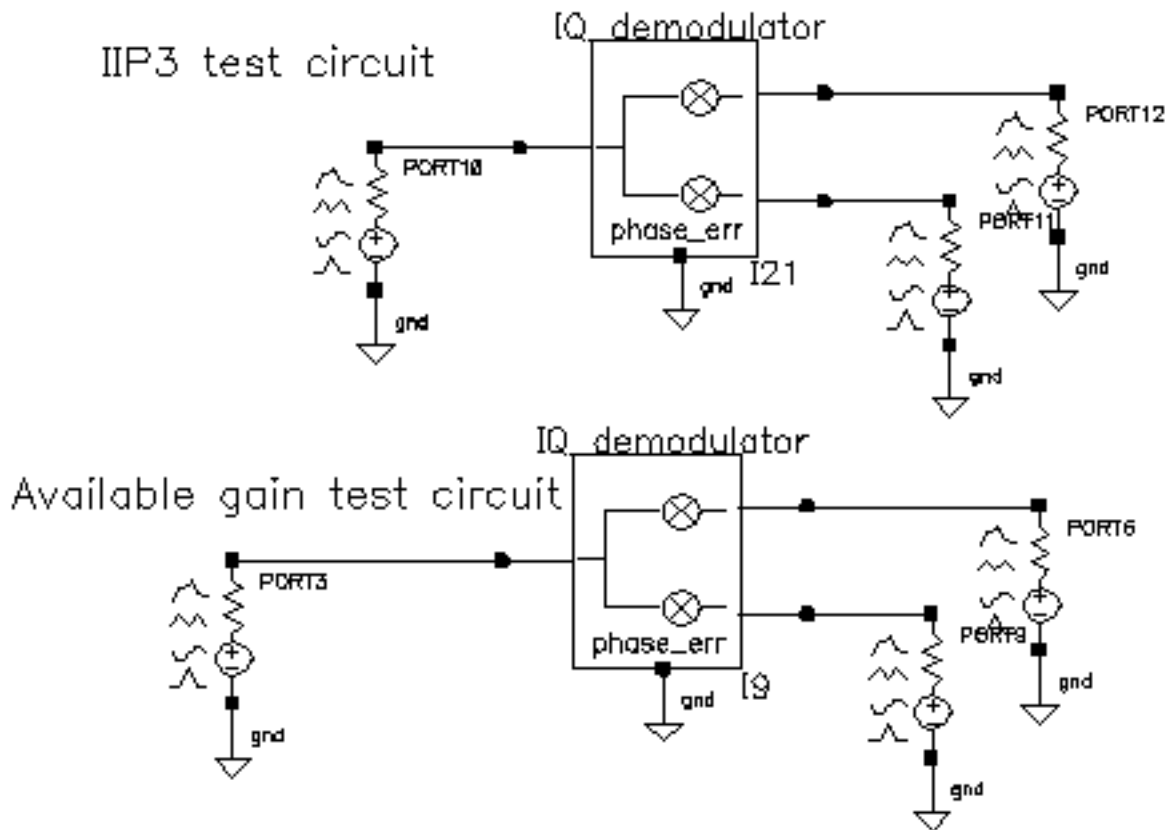 IQ_demodulator
IIP3 test circuit
PORT12
PORT10
PORT11
phase_err
I21
gnd
gnd
gnd
gnd
IQ_demodulator
Available gain test circuit
PORT6
PORT3
PORT9
phase_err
I9
gnd
gnd
gnd
gnd